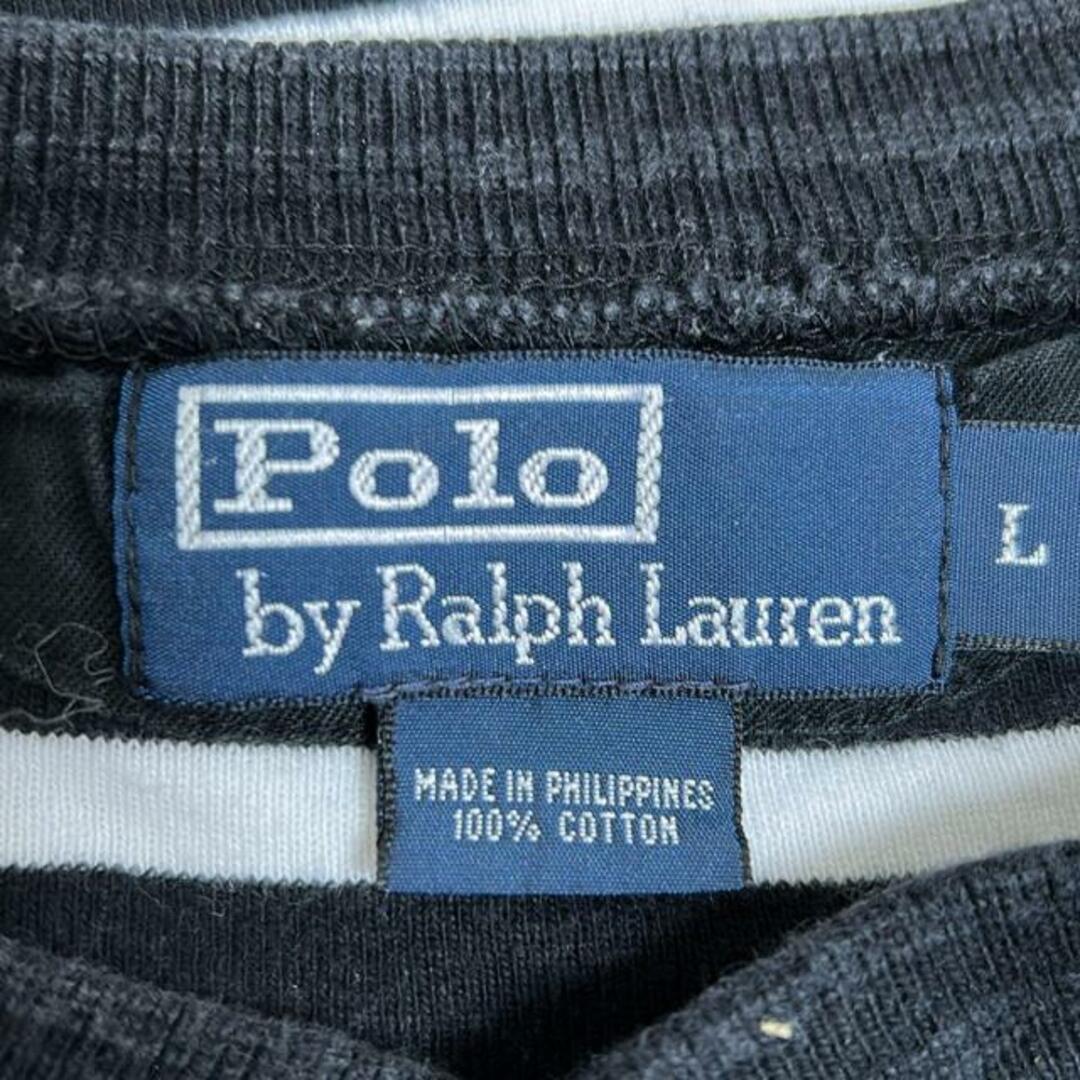 Polo
by Ralph Lauren
L
MADE IN PHILIPPINES
100% COTTON